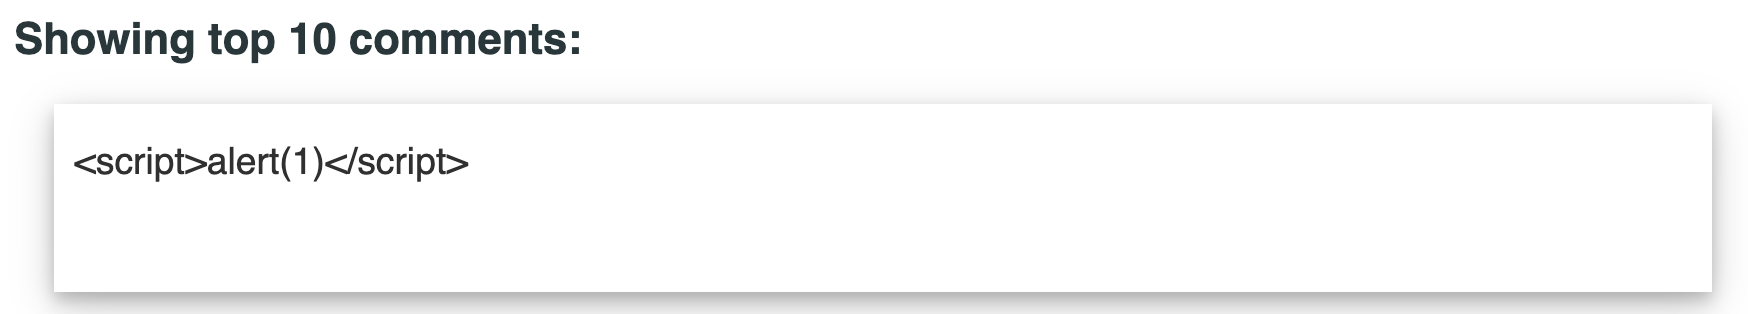 Showing top 10 comments:
<script>alert(1)</script>